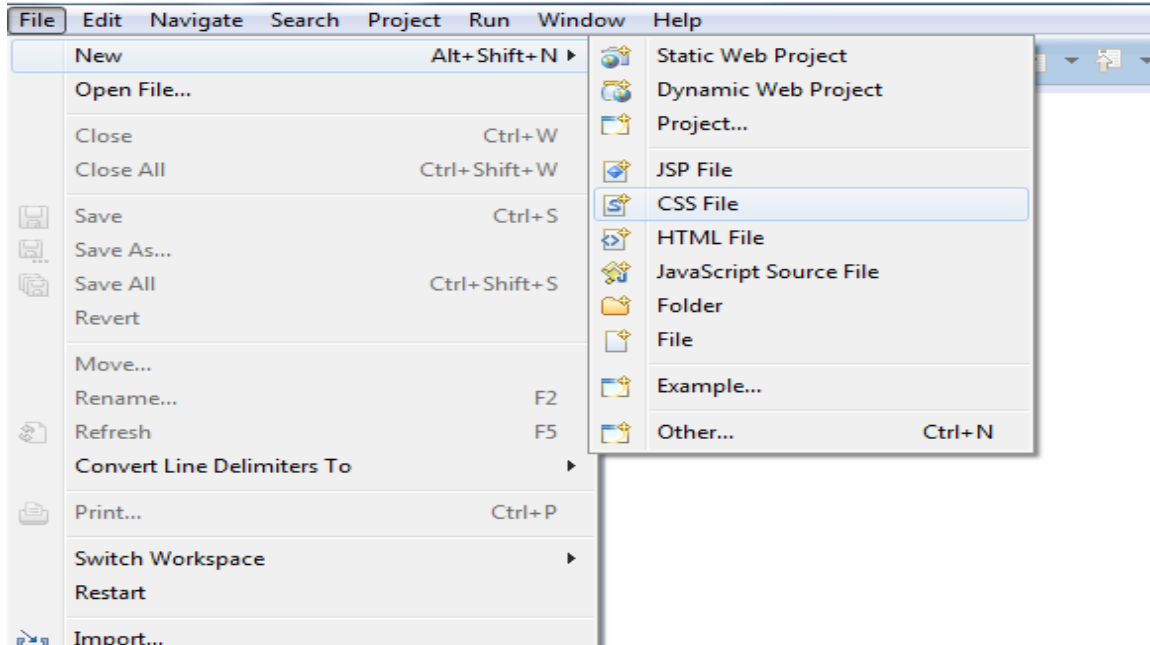 File Edit Navigate Search Project Run Window Help
New Alt+Shift+N
Open File...
Close Ctrl+W
Close All Ctrl+Shift+W
Save Ctrl+S
Save As...
Save All Ctrl+Shift+S
Revert
Move...
Rename... F2
Refresh F5
Convert Line Delimiters To
Print... Ctrl+P
Switch Workspace
Restart
Import...
Static Web Project
Dynamic Web Project
Project...
JSP File
CSS File
HTML File
JavaScript Source File
Folder
File
Example...
Other... Ctrl+N